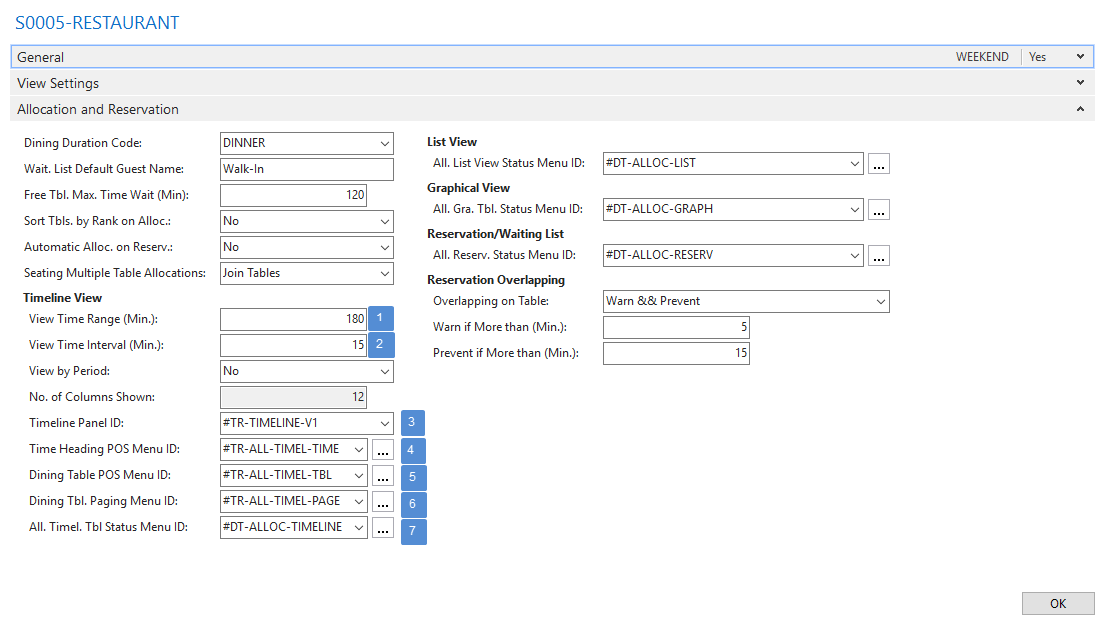 S0005-RESTAURANT
General WEEKEND Yes
View Settings
Allocation and Reservation
Dining Duration Code: DINNER
Wait. List Default Guest Name: Walk-In
Free Tbl. Max. Time Wait (Min): 120
Sort Tbls. by Rank on Alloc.: No
Automatic Alloc. on Reserv.: No
Seating Multiple Table Allocations: Join Tables
Timeline View
View Time Range (Min.): 180 1
View Time Interval (Min.): 15 2
View by Period: No
No. of Columns Shown: 12
Timeline Panel ID: #TR-TIMELINE-V1 3
Time Heading POS Menu ID: #TR-ALL-TIMEL-TIME ... 4
Dining Table POS Menu ID: #TR-ALL-TIMEL-TBL ... 5
Dining Tbl. Paging Menu ID: #TR-ALL-TIMEL-PAGE ... 6
All. Timel. Tbl Status Menu ID: #DT-ALLOC-TIMELINE ... 7
List View
All. List View Status Menu ID: #DT-ALLOC-LIST ...
Graphical View
All. Gra. Tbl. Status Menu ID: #DT-ALLOC-GRAPH ...
Reservation/Waiting List
All. Reserv. Status Menu ID: #DT-ALLOC-RESERV ...
Reservation Overlapping
Overlapping on Table: Warn && Prevent
Warn if More than (Min.): 5
Prevent if More than (Min.): 15
OK